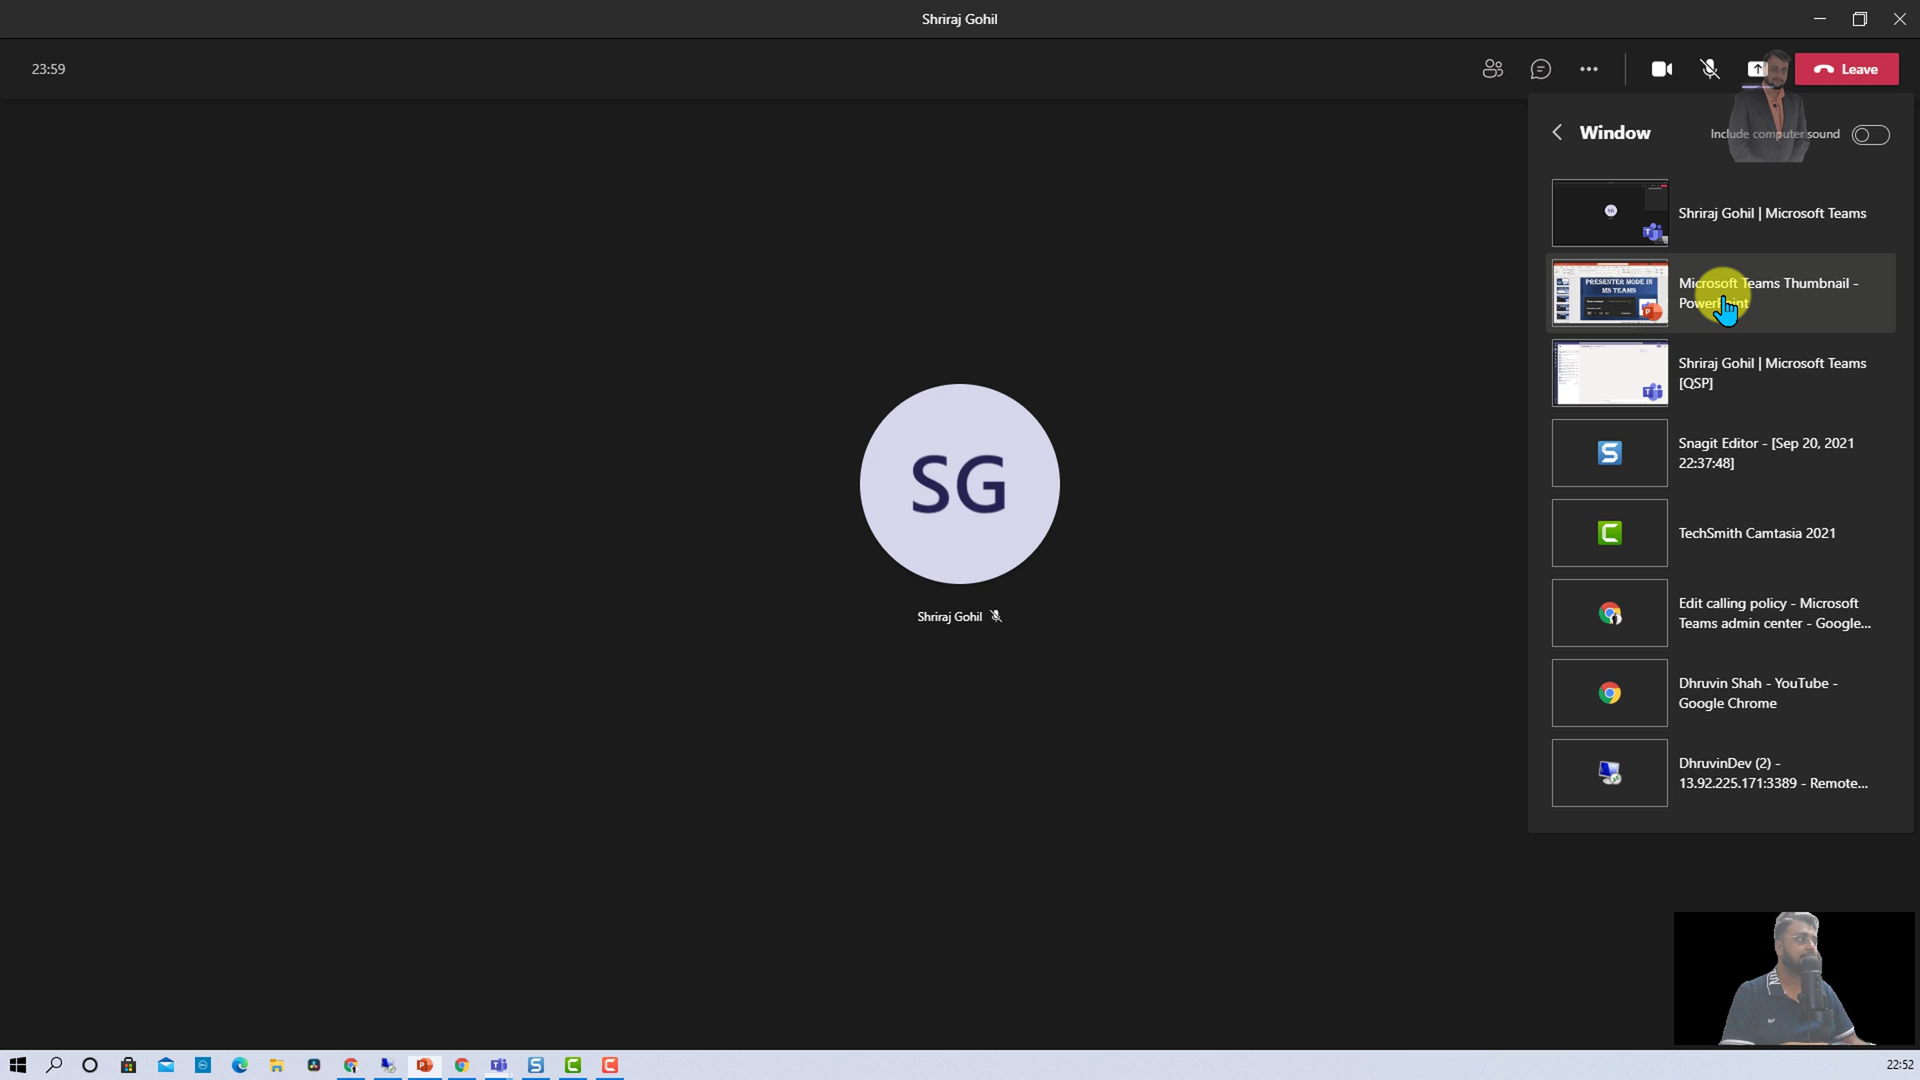 Shriraj Gohil
23:59
Leave
Window
Include computer sound
Shriraj Gohil | Microsoft Teams
PRESENTER MODE IN
MS TEAMS
Microsoft Teams Thumbnail -
PowerPoint
Shriraj Gohil | Microsoft Teams
[QSP]
Snagit Editor - [Sep 20, 2021
22:37:48]
TechSmith Camtasia 2021
Edit calling policy - Microsoft
Teams admin center - Google...
Dhruvin Shah - YouTube -
Google Chrome
DhruvinDev (2) -
13.92.225.171:3389 - Remote...
SG
Shriraj Gohil
22:52